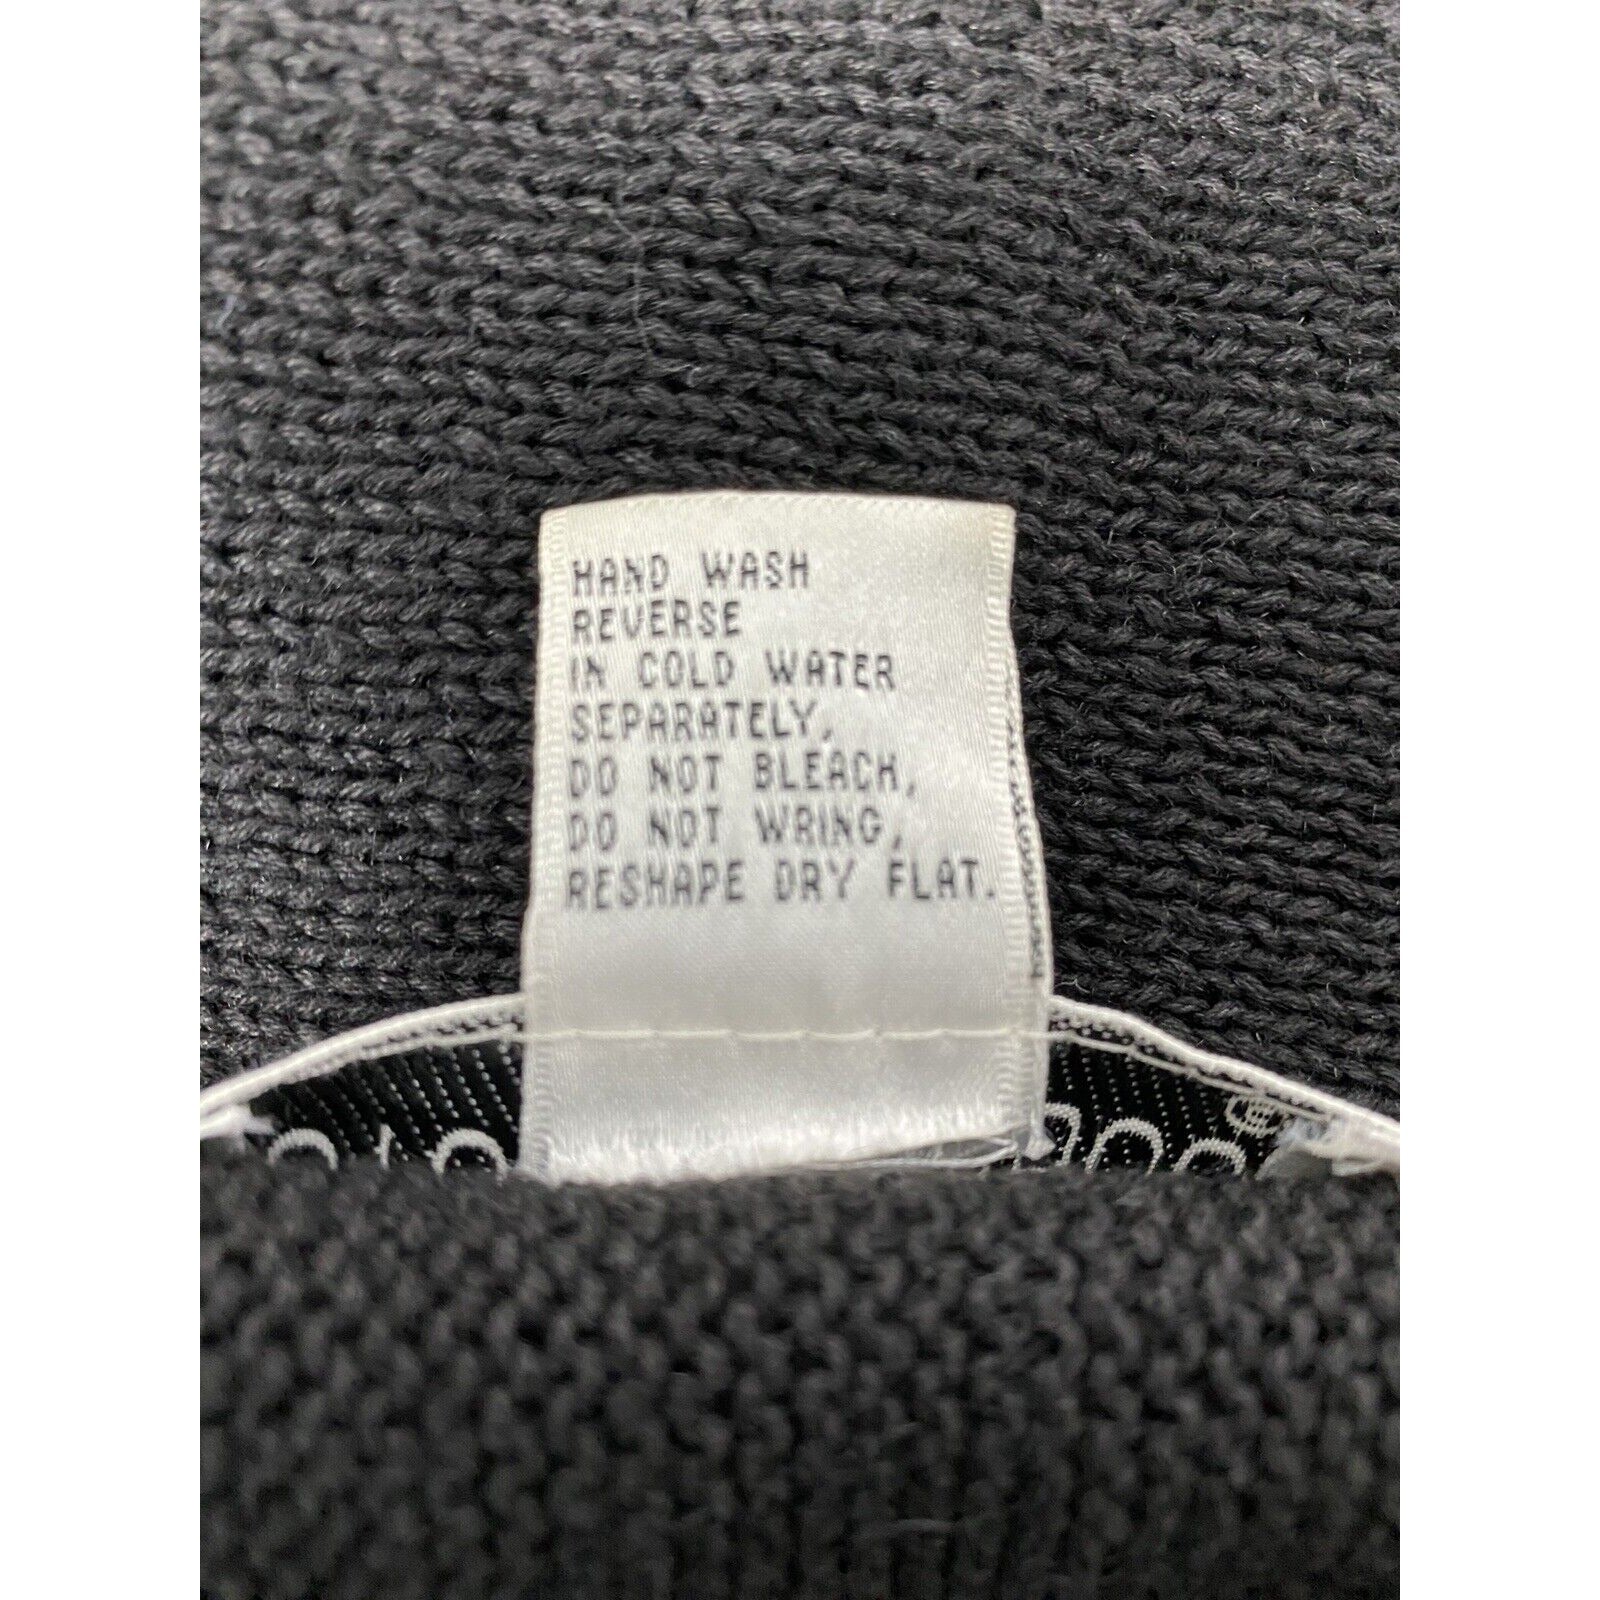 HAND WASH
REVERSE
IN COLD WATER
SEPARATELY,
DO NOT BLEACH,
DO NOT WRING,
RESHAPE DRY FLAT.